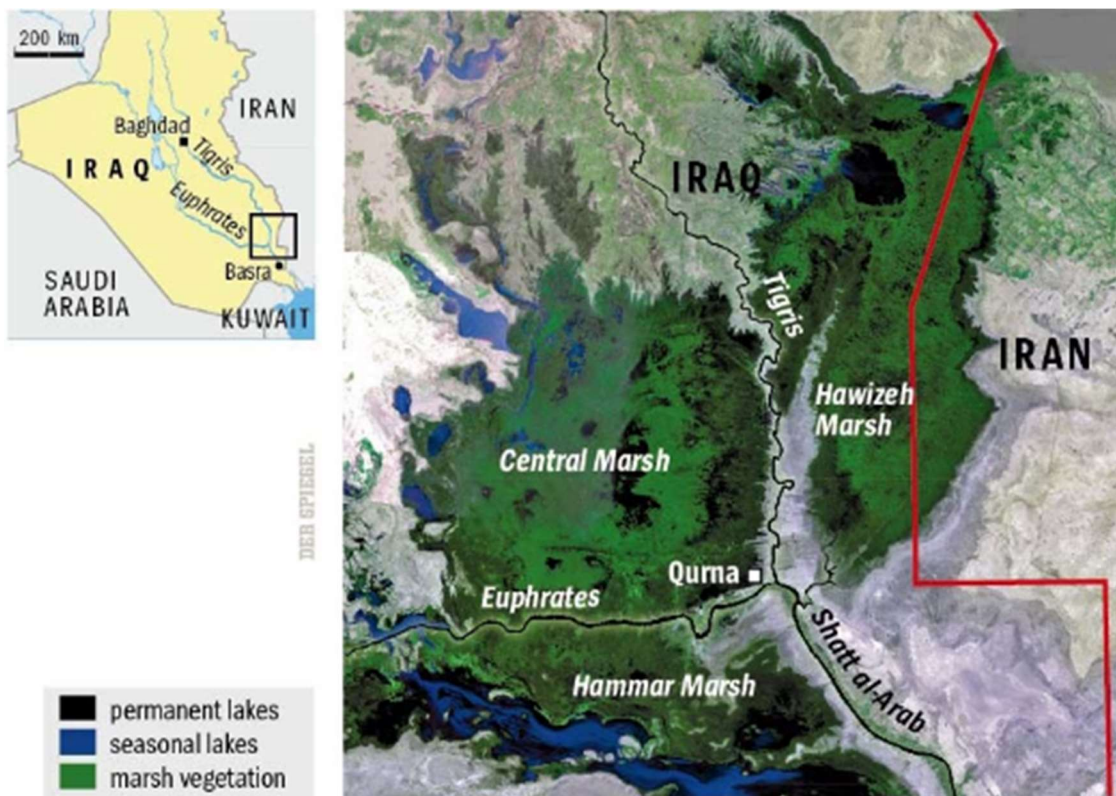 200 km
IRAN
Baghdad
Tigris
IRAQ
Euphrates
Basra
SAUDI
ARABIA
KUWAIT
DER SPIEGEL
permanent lakes
seasonal lakes
marsh vegetation
IRAQ
Tigris
IRAN
Hawizeh
Marsh
Central Marsh
Qurna
Euphrates
Shatt al-Arab
Hammar Marsh